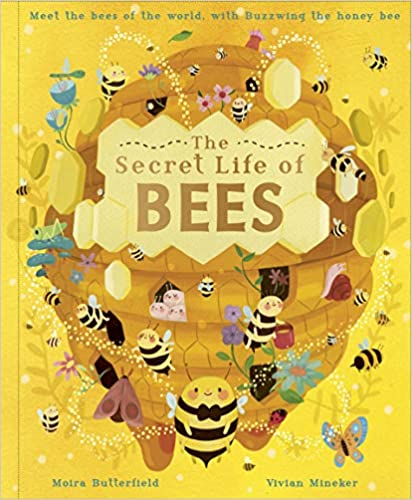 Meet the bees of the world, with Buzzwing the honey bee
The
Secret Life of
BEES
Moira Butterfield Vivian Mineker